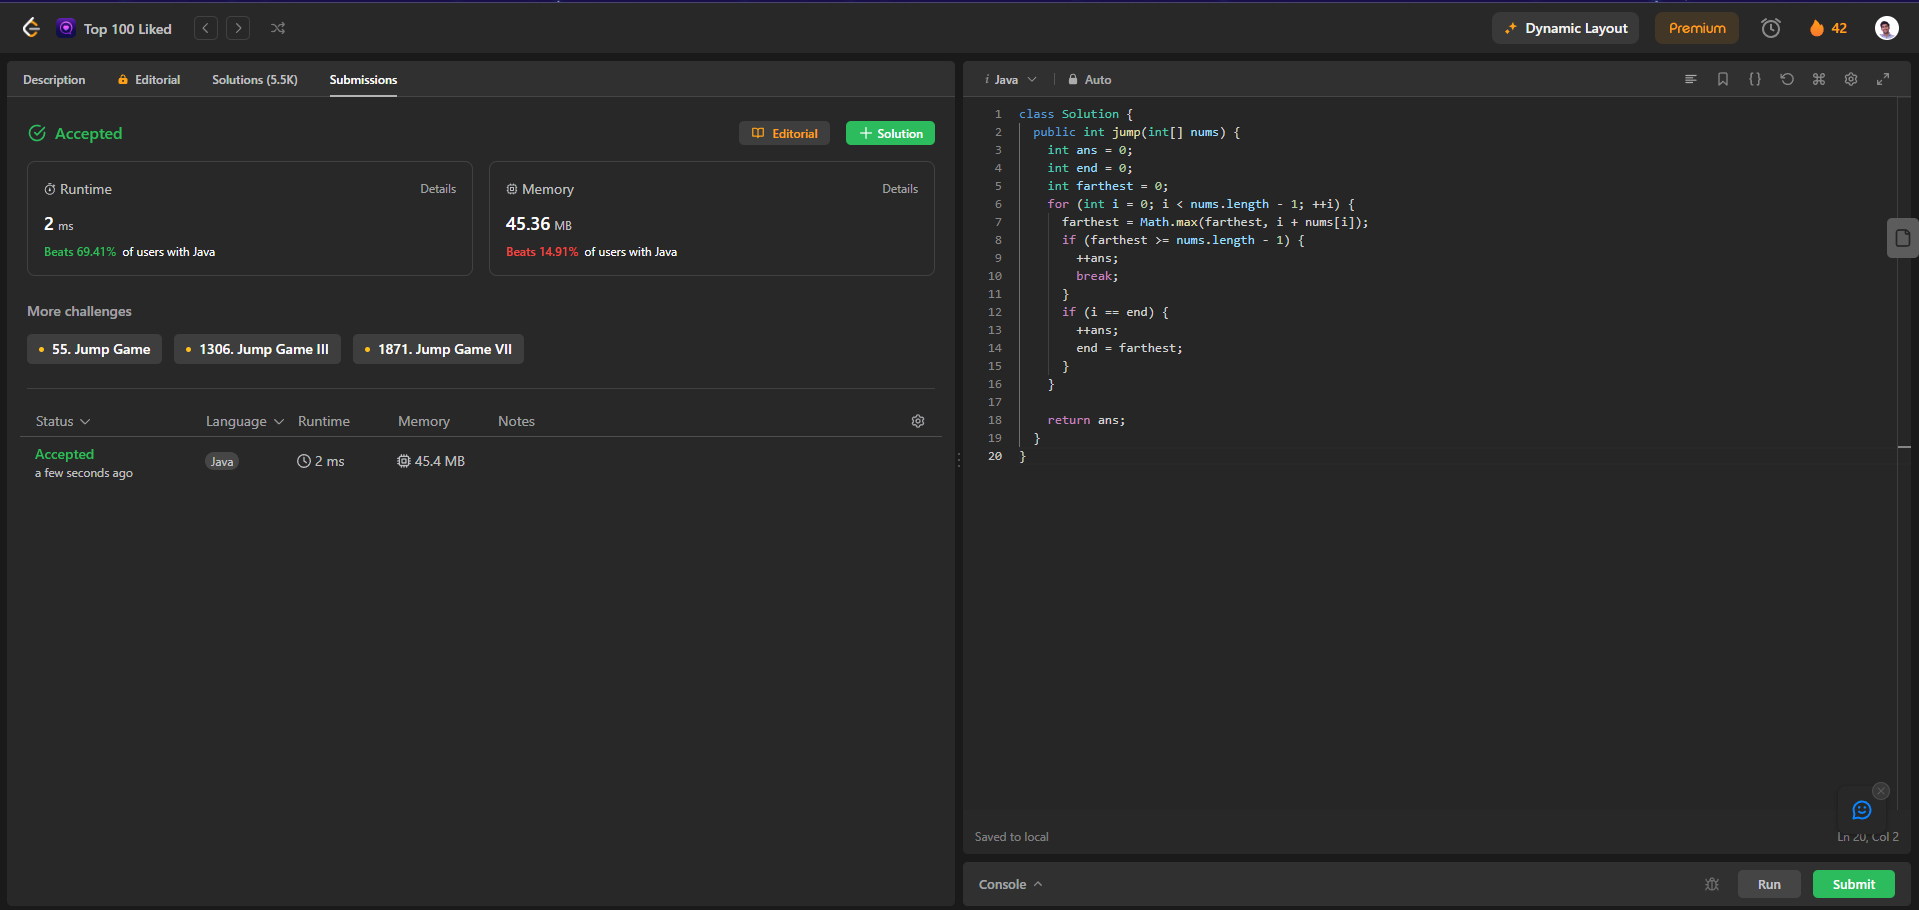 Top 100 Liked
Dynamic Layout
Premium
42
Description
Editorial
Solutions (5.5K)
Submissions
Accepted
Editorial
Solution
Runtime
Details
2 ms
Beats 69.41% of users with Java
Memory
Details
45.36 MB
Beats 14.91% of users with Java
More challenges
55. Jump Game
1306. Jump Game III
1871. Jump Game VII
Status
Language
Runtime
Memory
Notes
Accepted
a few seconds ago
Java
2 ms
45.4 MB
i Java
Auto
1 class Solution {
2 public int jump(int[] nums) {
3 int ans = 0;
4 int end = 0;
5 int farthest = 0;
6 for (int i = 0; i < nums.length - 1; ++i) {
7 farthest = Math.max(farthest, i + nums[i]);
8 if (farthest >= nums.length - 1) {
9 ++ans;
10 break;
11 }
12 if (i == end) {
13 ++ans;
14 end = farthest;
15 }
16 }
17
18 return ans;
19 }
20 }
Saved to local
Ln 20, Col 2
Console
Run
Submit